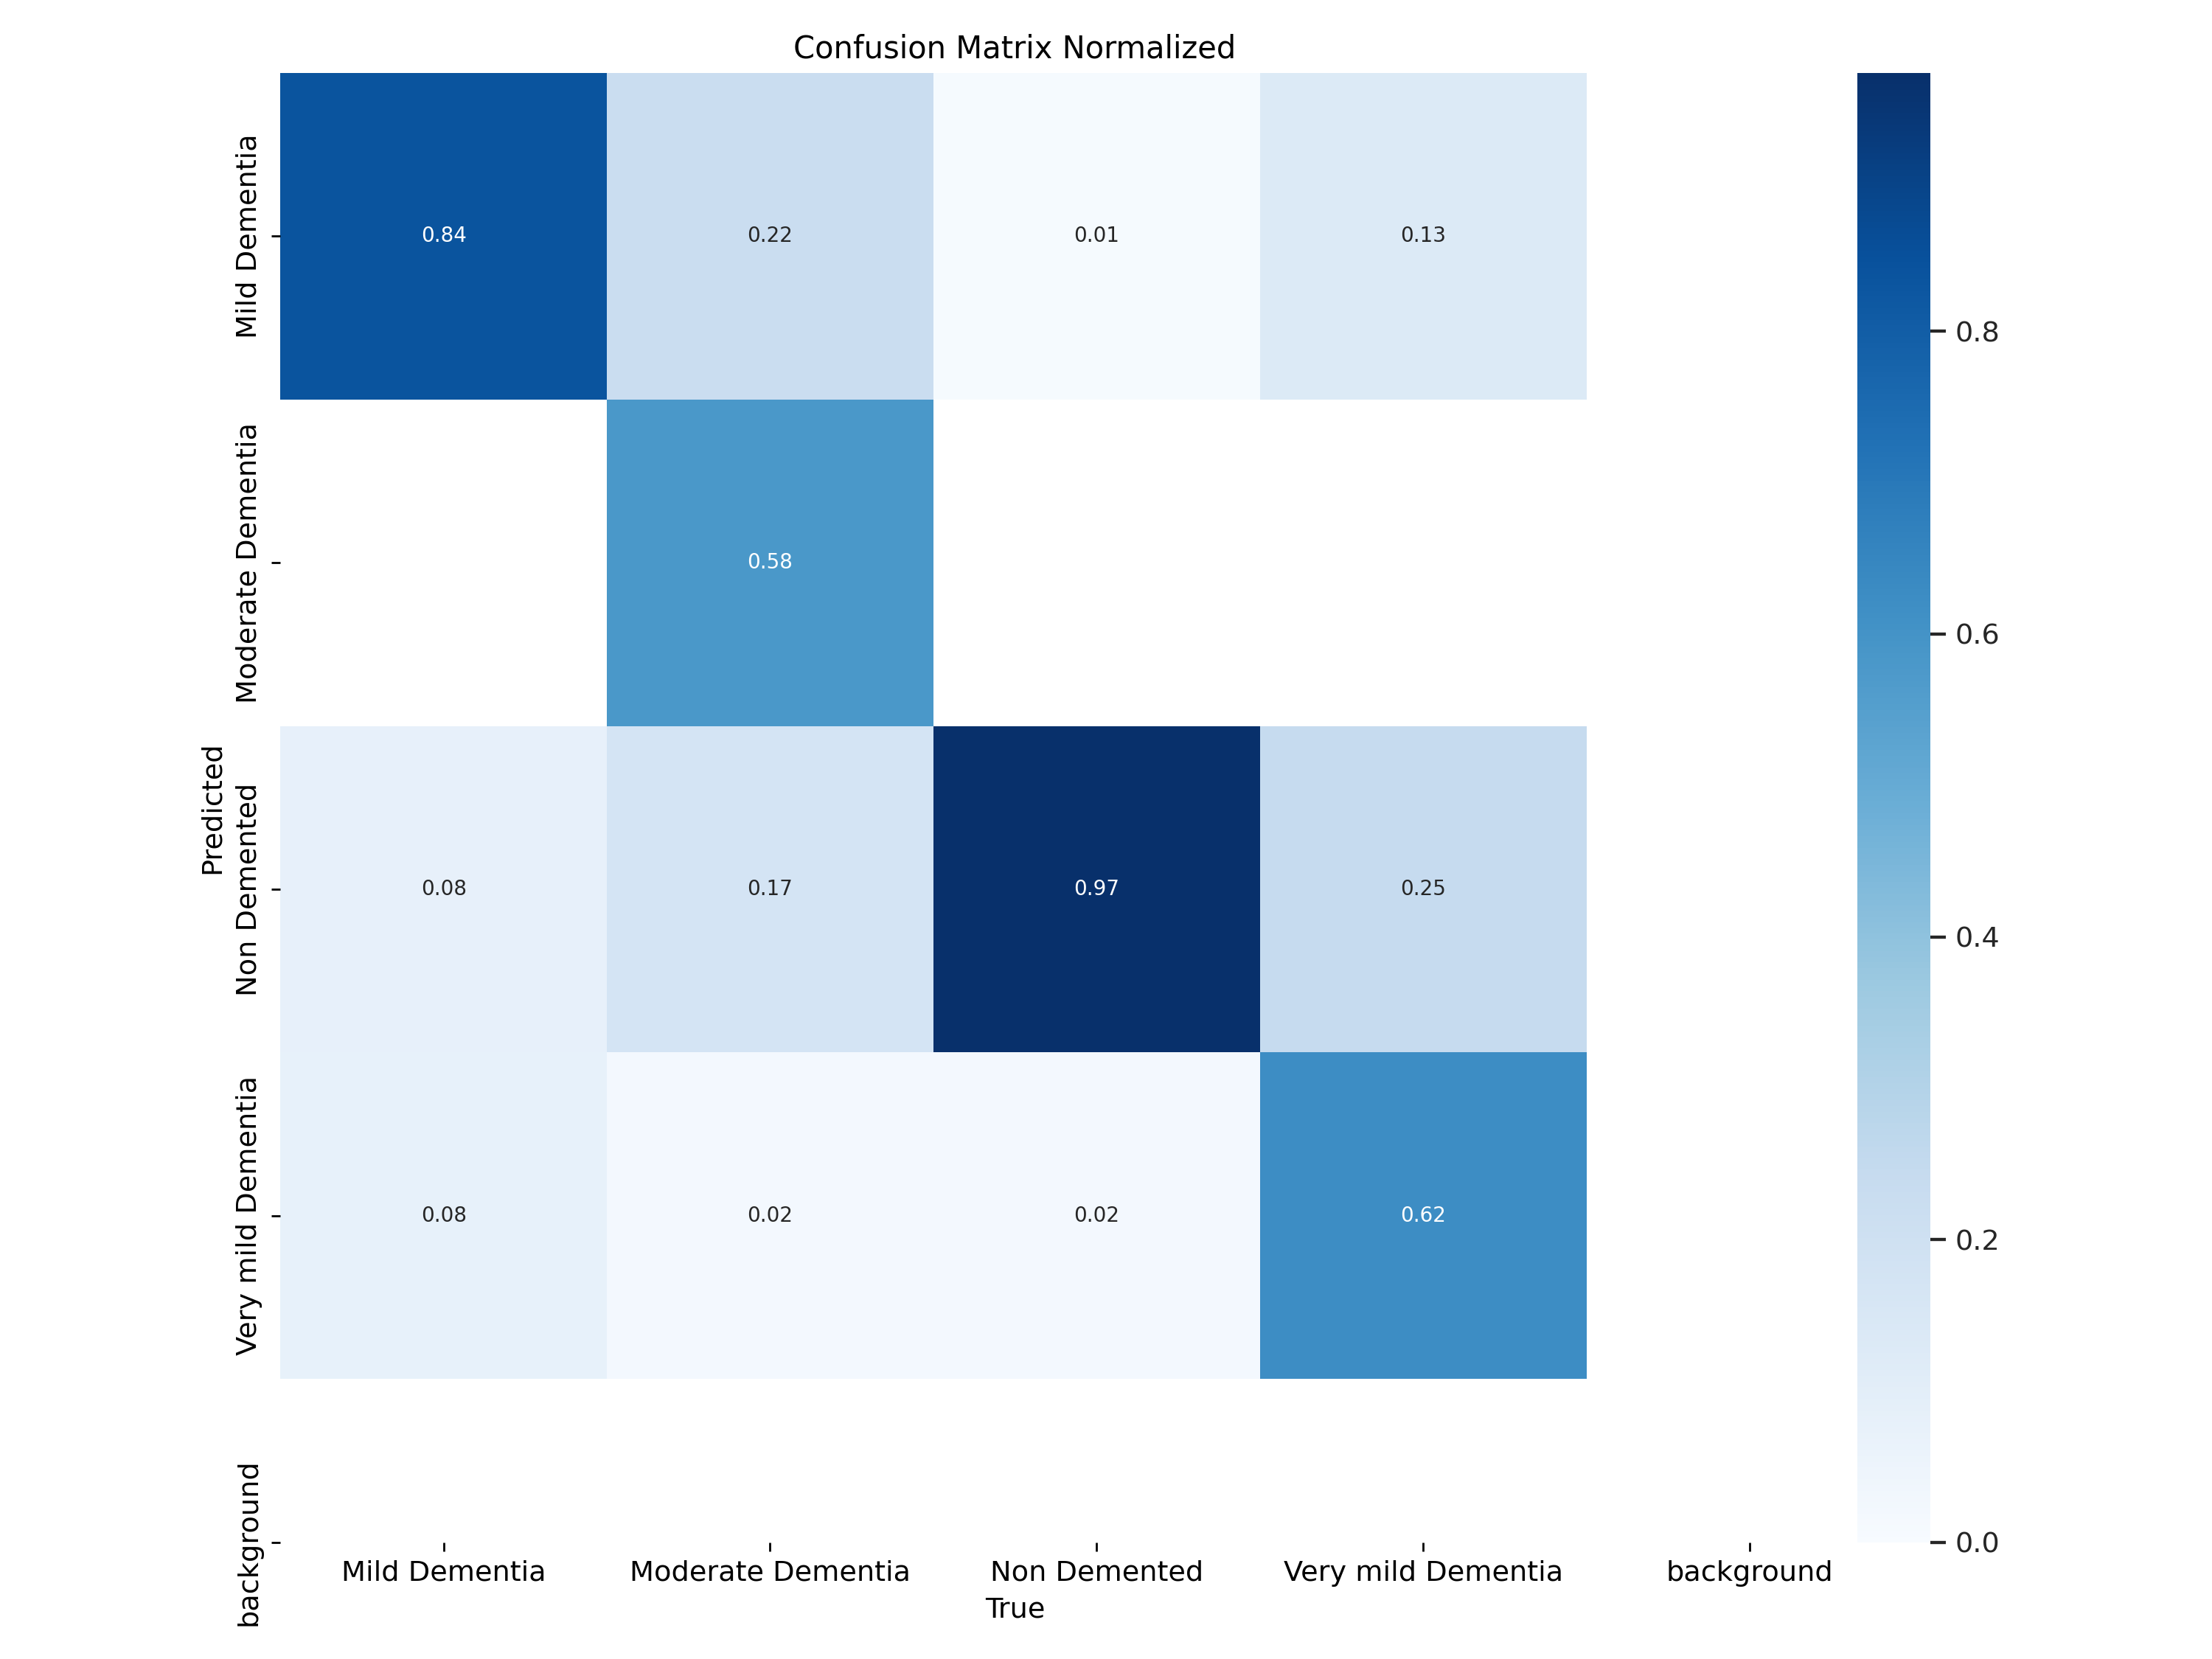 Confusion Matrix Normalized
Predicted
Mild Dementia
0.84
0.22
0.01
0.13
Moderate Dementia
0.58
Non Demented
0.08
0.17
0.97
0.25
Very mild Dementia
0.08
0.02
0.02
0.62
background
Mild Dementia
Moderate Dementia
Non Demented
Very mild Dementia
background
True
0.8
0.6
0.4
0.2
0.0